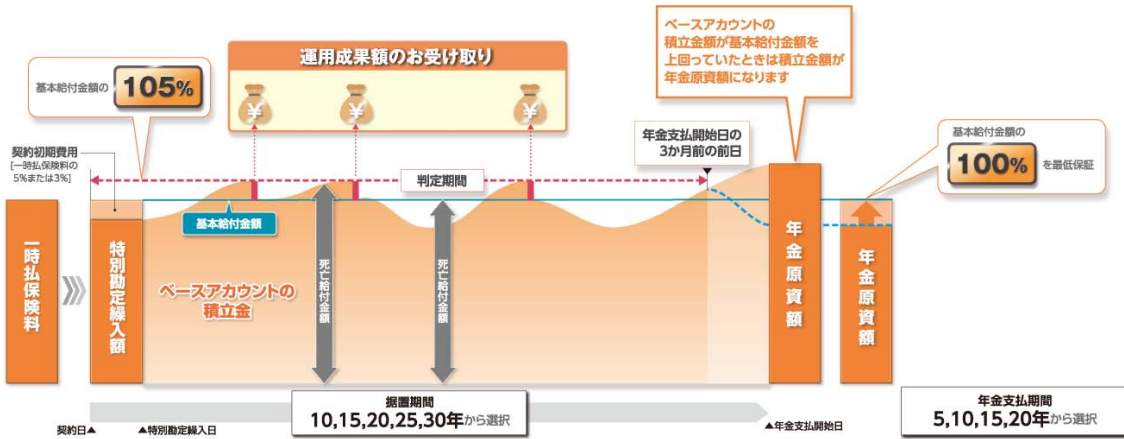 運用成果額のお受け取り
ベースアカウントの
積立金額が基本給付金額を
上回っていたときは積立金額が
年金原資額になります
基本給付金額の 105%
¥
¥
¥
年金支払開始日の
3か月前の前日
基本給付金額の
100% を最低保証
契約初期費用
[一時払保険料の
5%または3%]
判定期間
基本給付金額
一時払保険料
特別勘定繰入額
ベースアカウントの
積立金
死亡給付金額
死亡給付金額
年金原資額
年金原資額
据置期間
10,15,20,25,30年から選択
年金支払期間
5,10,15,20年から選択
契約日▲
▲特別勘定繰入日
▲年金支払開始日